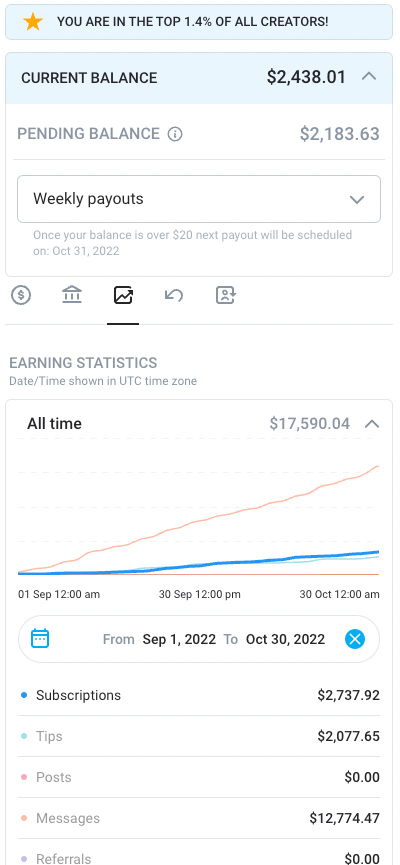 YOU ARE IN THE TOP 1.4% OF ALL CREATORS!
CURRENT BALANCE $2,438.01
PENDING BALANCE $2,183.63
Weekly payouts
Once your balance is over $20 next payout will be scheduled
on: Oct 31, 2022
EARNING STATISTICS
Date/Time shown in UTC time zone
All time $17,590.04
01 Sep 12:00 am 30 Sep 12:00 pm 30 Oct 12:00 am
From Sep 1, 2022 To Oct 30, 2022
Subscriptions $2,737.92
Tips $2,077.65
Posts $0.00
Messages $12,774.47
Referrals $0.00